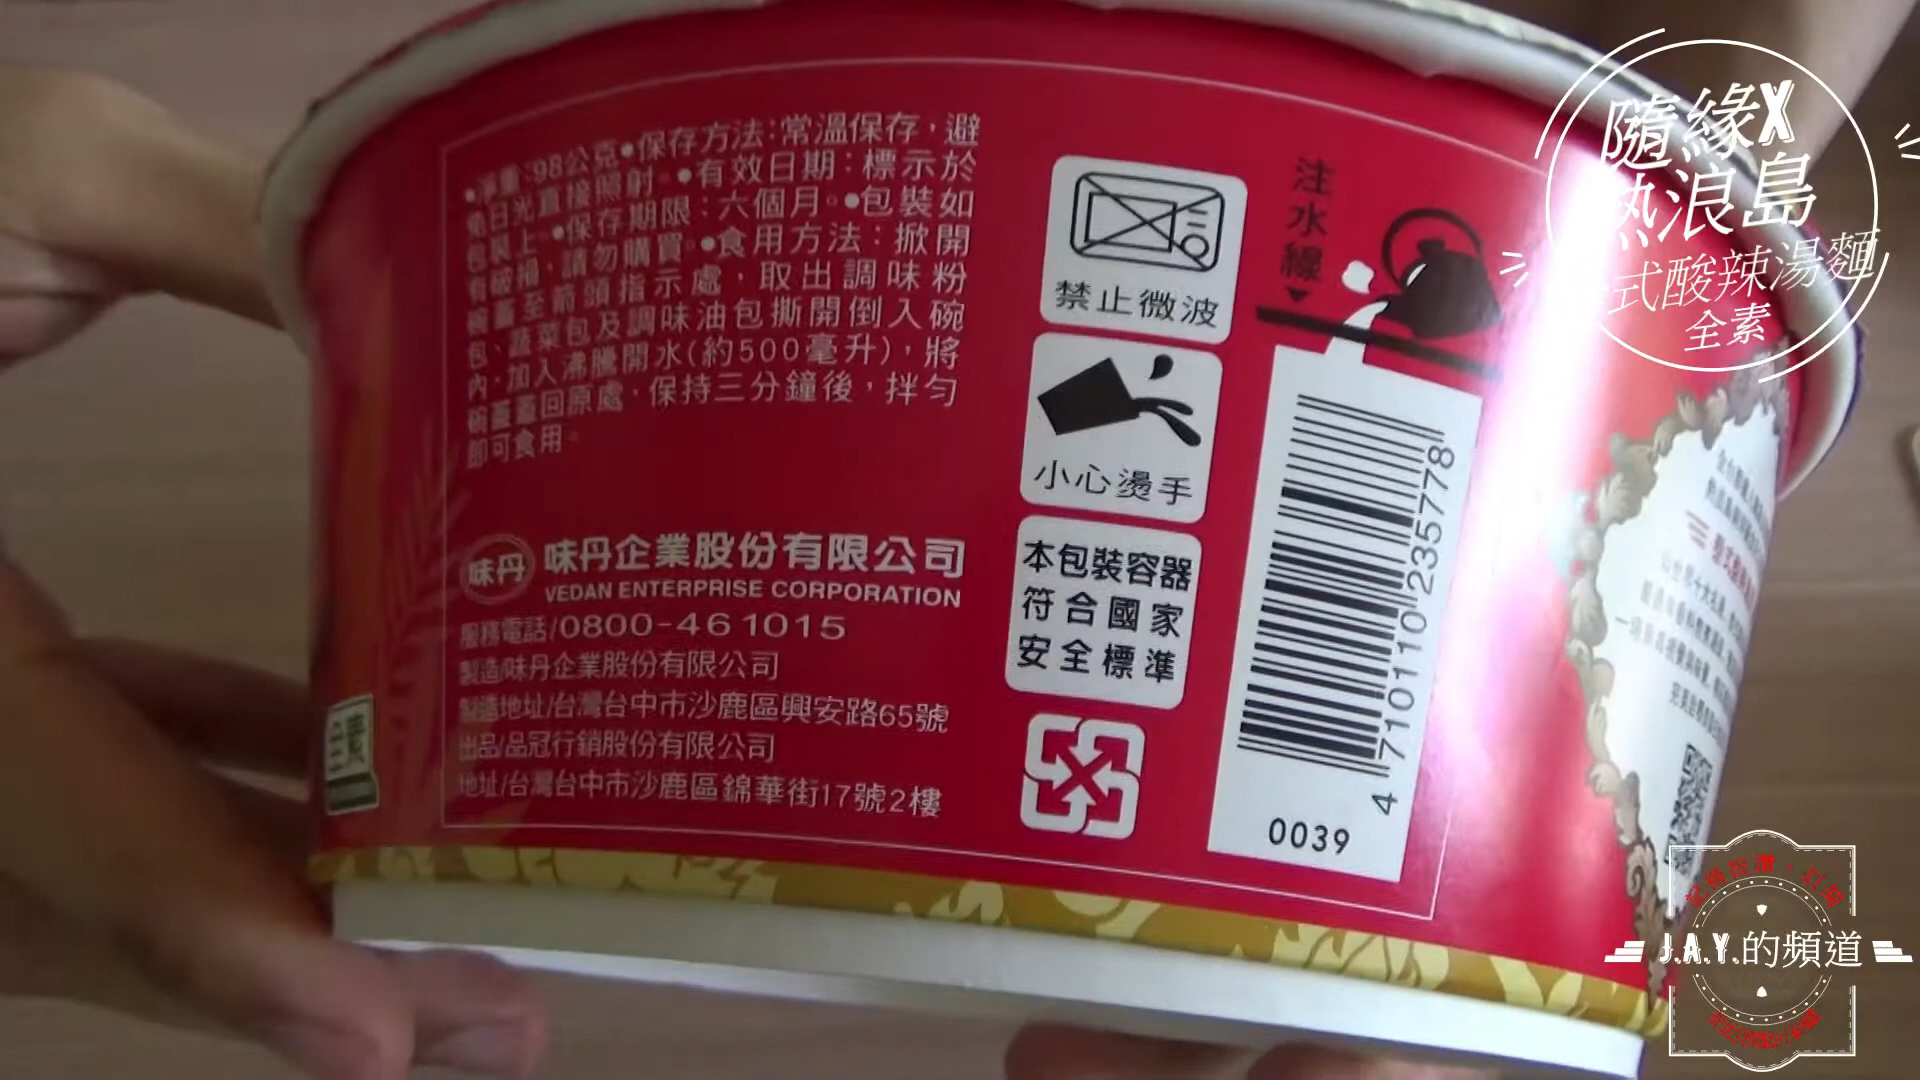 •淨重:98公克•保存方法:常溫保存,避
免日光直接照射。•有效日期:標示於
包裝上。•保存期限:六個月。•包裝如
有破損,請勿購買。•食用方法:掀開
碗蓋至箭頭指示處,取出調味粉
包、蔬菜包及調味油包撕開倒入碗
內,加入沸騰開水(約500毫升),將
碗蓋蓋回原處,保持三分鐘後,拌勻
即可食用。
味丹 味丹企業股份有限公司
VEDAN ENTERPRISE CORPORATION
服務電話/0800-461015
製造/味丹企業股份有限公司
製造地址/台灣台中市沙鹿區興安路65號
出品/品冠行銷股份有限公司
地址/台灣台中市沙鹿區錦華街17號2樓
全素
禁止微波
小心燙手
本包裝容器
符合國家
安全標準
注水線
4 710110 235778
0039
隨緣X
熱浪島
式酸辣湯麵
全素
記得按讚、訂閱
J.A.Y.的頻道